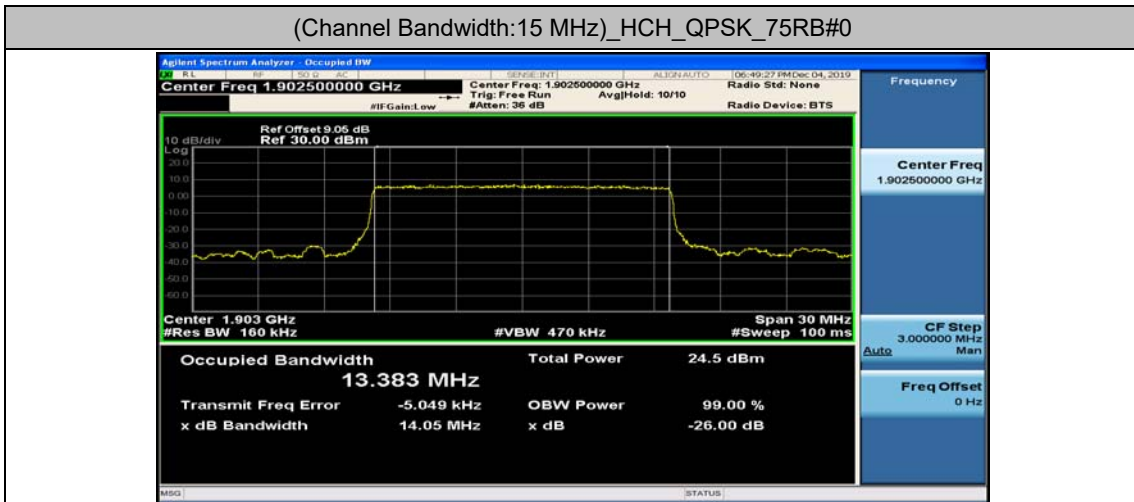 (Channel Bandwidth:15 MHz)_HCH_QPSK_75RB#0
Agilent Spectrum Analyzer - Occupied BW
LXI RL RF 50 Ω AC SENSE:INT ALIGN AUTO 06:49:27 PM Dec 04, 2019
Center Freq 1.902500000 GHz
Center Freq: 1.902500000 GHz
Radio Std: None
Trig: Free Run Avg|Hold: 10/10
#IFGain:Low #Atten: 36 dB Radio Device: BTS
Frequency
Ref Offset 9.05 dB
10 dB/div Ref 30.00 dBm
Log
20.0
10.0
0.00
-10.0
-20.0
-30.0
-40.0
-50.0
-60.0
Center Freq
1.902500000 GHz
Center 1.903 GHz Span 30 MHz
#Res BW 160 kHz #VBW 470 kHz #Sweep 100 ms
CF Step
3.000000 MHz
Auto Man
Occupied Bandwidth Total Power 24.5 dBm
13.383 MHz
Transmit Freq Error -5.049 kHz OBW Power 99.00 %
x dB Bandwidth 14.05 MHz x dB -26.00 dB
Freq Offset
0 Hz
MSG STATUS